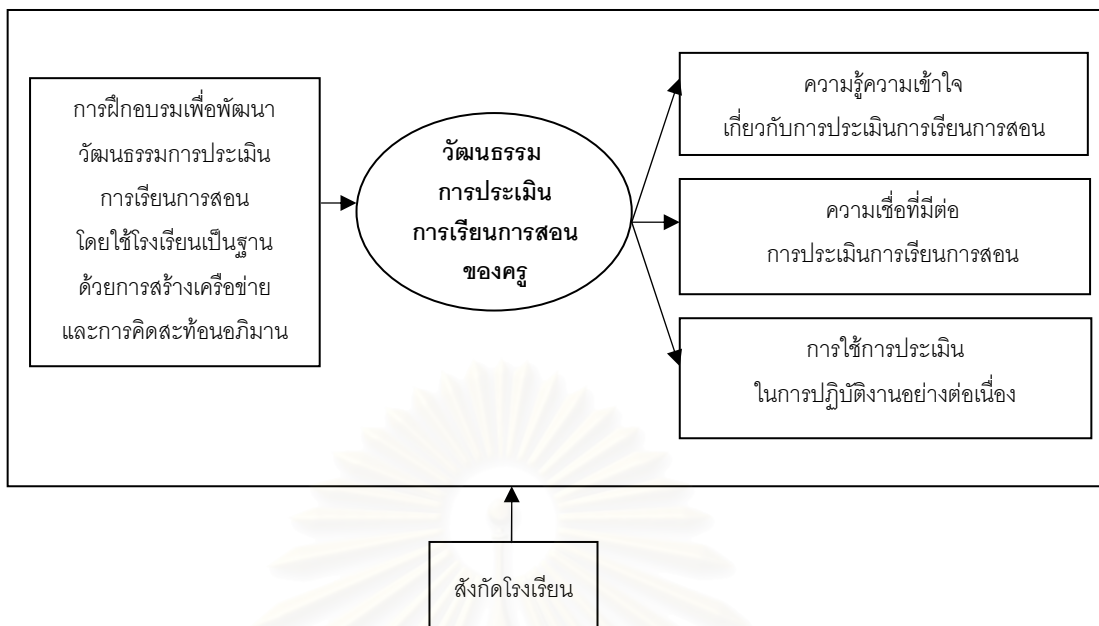 การฝึกอบรมเพื่อพัฒนา
วัฒนธรรมการประเมิน
การเรียนการสอน
โดยใช้โรงเรียนเป็นฐาน
ด้วยการสร้างเครือข่าย
และการคิดสะท้อนอภิมาน
วัฒนธรรม
การประเมิน
การเรียนการสอน
ของครู
ความรู้ความเข้าใจ
เกี่ยวกับการประเมินการเรียนการสอน
ความเชื่อที่มีต่อ
การประเมินการเรียนการสอน
การใช้การประเมิน
ในการปฏิบัติงานอย่างต่อเนื่อง
สังกัดโรงเรียน